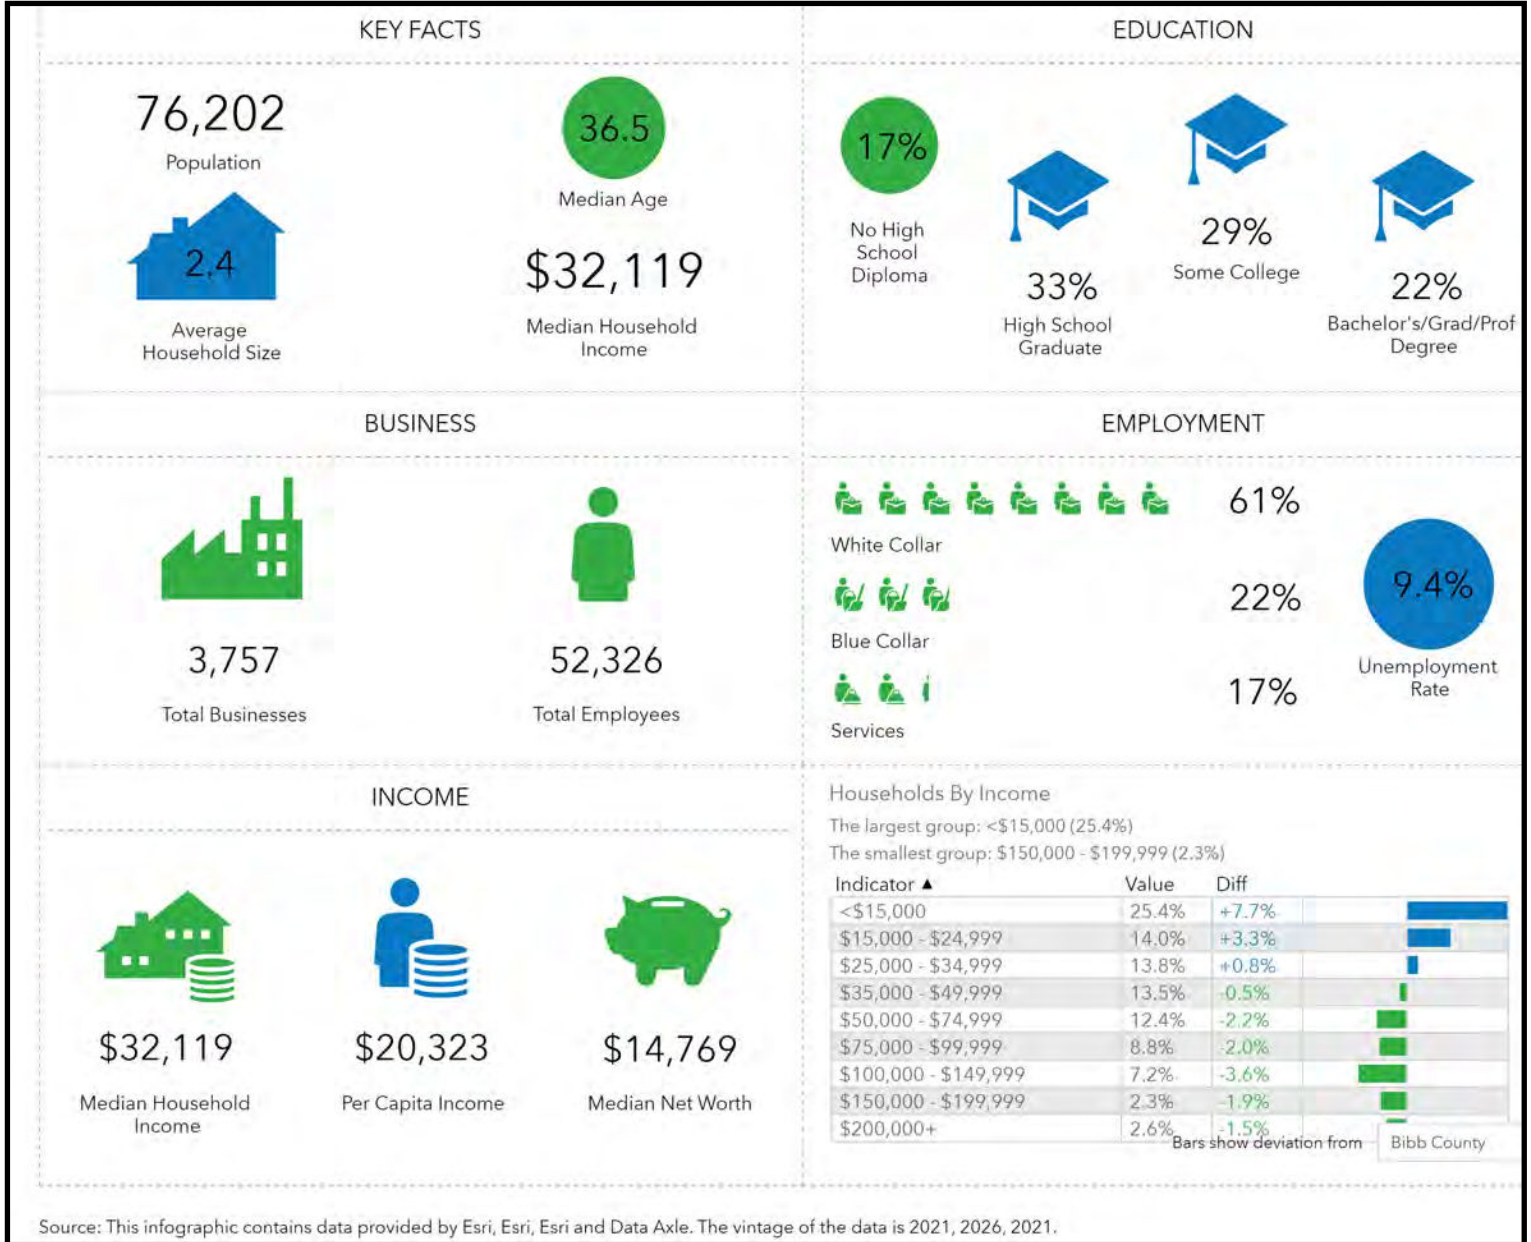 KEY FACTS
76,202
Population
36.5
Median Age
2.4
Average
Household Size
$32,119
Median Household
Income
EDUCATION
17%
No High
School
Diploma
33%
High School
Graduate
29%
Some College
22%
Bachelor's/Grad/Prof
Degree
BUSINESS
3,757
Total Businesses
52,326
Total Employees
EMPLOYMENT
61%
White Collar
22%
Blue Collar
17%
Services
9.4%
Unemployment
Rate
INCOME
$32,119
Median Household
Income
$20,323
Per Capita Income
$14,769
Median Net Worth
Households By Income
The largest group: <$15,000 (25.4%)
The smallest group: $150,000 - $199,999 (2.3%)
Indicator ▲ Value Diff
<$15,000 25.4% +7.7%
$15,000 - $24,999 14.0% +3.3%
$25,000 - $34,999 13.8% +0.8%
$35,000 - $49,999 13.5% -0.5%
$50,000 - $74,999 12.4% -2.2%
$75,000 - $99,999 8.8% -2.0%
$100,000 - $149,999 7.2% -3.6%
$150,000 - $199,999 2.3% -1.9%
$200,000+ 2.6% -1.5%
Bars show deviation from Bibb County
Source: This infographic contains data provided by Esri, Esri, Esri and Data Axle. The vintage of the data is 2021, 2026, 2021.